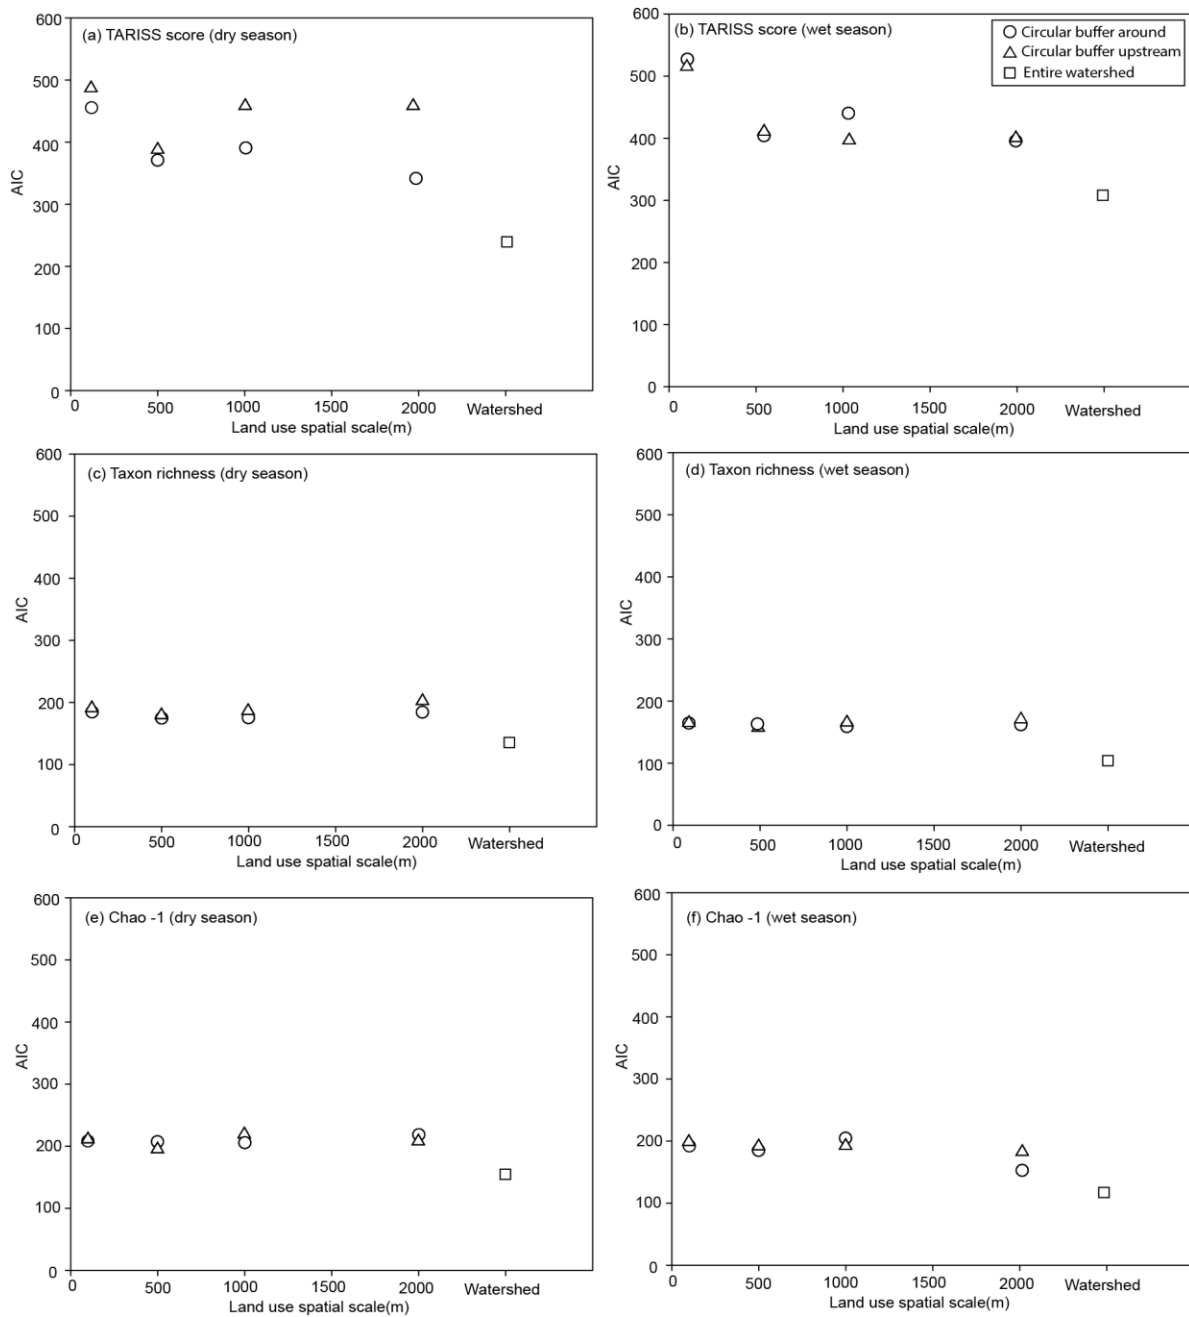 (a) TARISS score (dry season)
600
500
400
300
200
100
0
AIC
0 500 1000 1500 2000 Watershed
Land use spatial scale(m)
(b) TARISS score (wet season)
Circular buffer around
Circular buffer upstream
Entire watershed
600
500
400
300
200
100
0
AIC
0 500 1000 1500 2000 Watershed
Land use spatial scale(m)
(c) Taxon richness (dry season)
600
500
400
300
200
100
0
AIC
0 500 1000 1500 2000 Watershed
Land use spatial scale(m)
(d) Taxon richness (wet season)
600
500
400
300
200
100
0
AIC
0 500 1000 1500 2000 Watershed
Land use spatial scale(m)
(e) Chao -1 (dry season)
600
500
400
300
200
100
0
AIC
0 500 1000 1500 2000 Watershed
Land use spatial scale(m)
(f) Chao -1 (wet season)
600
500
400
300
200
100
0
AIC
0 500 1000 1500 2000 Watershed
Land use spatial scale(m)